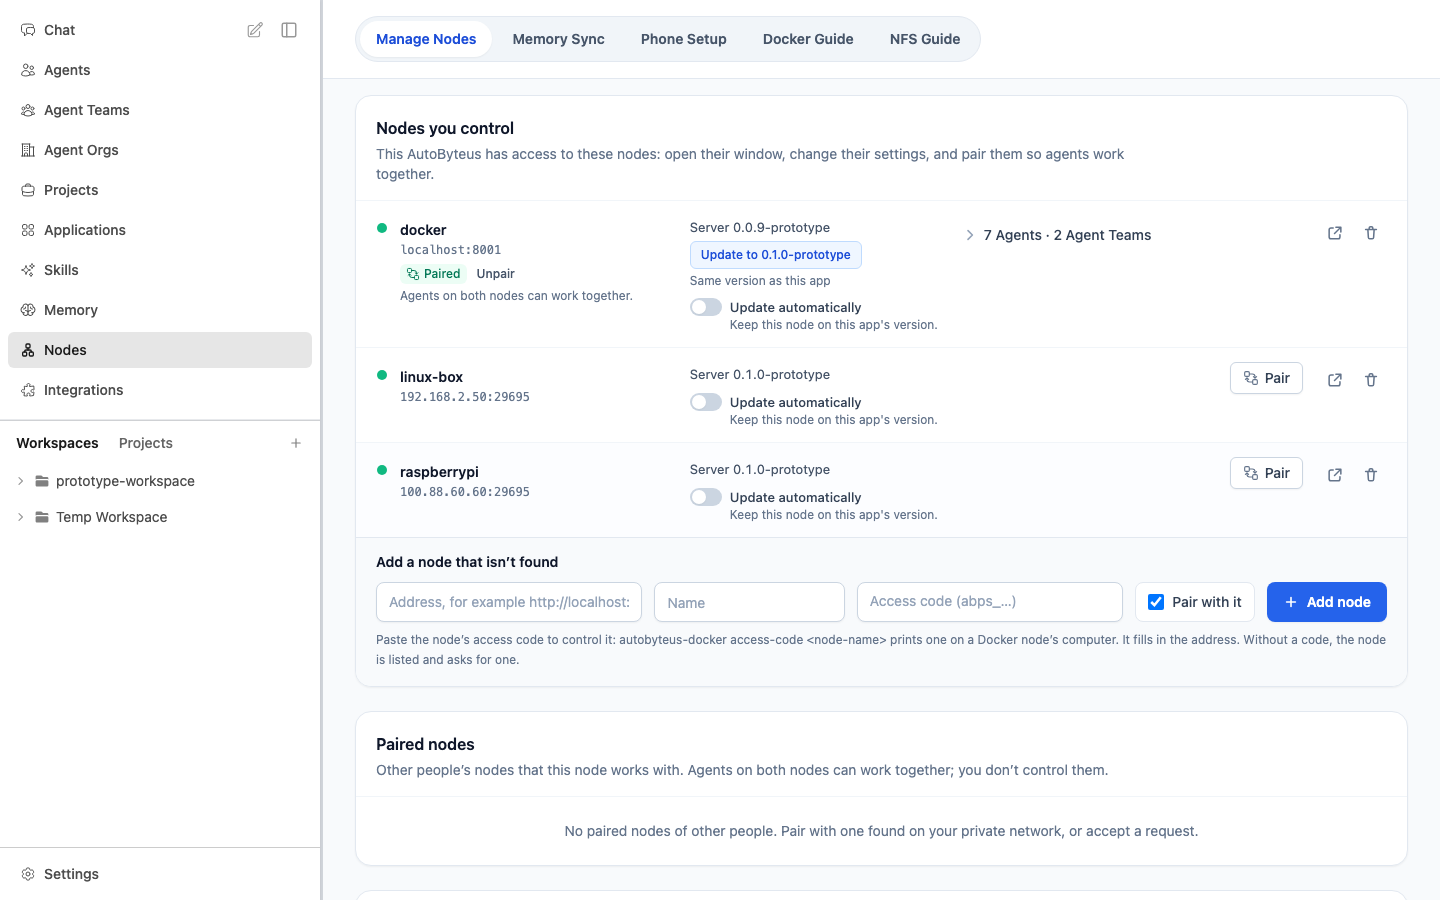 Chat
Agents
Agent Teams
Agent Orgs
Projects
Applications
Skills
Memory
Nodes
Integrations
Workspaces Projects
prototype-workspace
Temp Workspace
Settings
Manage Nodes Memory Sync Phone Setup Docker Guide NFS Guide
Nodes you control
This AutoByteus has access to these nodes: open their window, change their settings, and pair them so agents work
together.
docker
localhost:8001
Paired Unpair
Agents on both nodes can work together.
Server 0.0.9-prototype
Update to 0.1.0-prototype
Same version as this app
Update automatically
Keep this node on this app's version.
7 Agents · 2 Agent Teams
linux-box
192.168.2.50:29695
Server 0.1.0-prototype
Update automatically
Keep this node on this app's version.
Pair
raspberrypi
100.88.60.60:29695
Server 0.1.0-prototype
Update automatically
Keep this node on this app's version.
Pair
Add a node that isn’t found
Address, for example http://localhost: Name Access code (abps_…) Pair with it Add node
Paste the node’s access code to control it: autobyteus-docker access-code <node-name> prints one on a Docker node’s computer. It fills in the address. Without a code, the node
is listed and asks for one.
Paired nodes
Other people’s nodes that this node works with. Agents on both nodes can work together; you don’t control them.
No paired nodes of other people. Pair with one found on your private network, or accept a request.